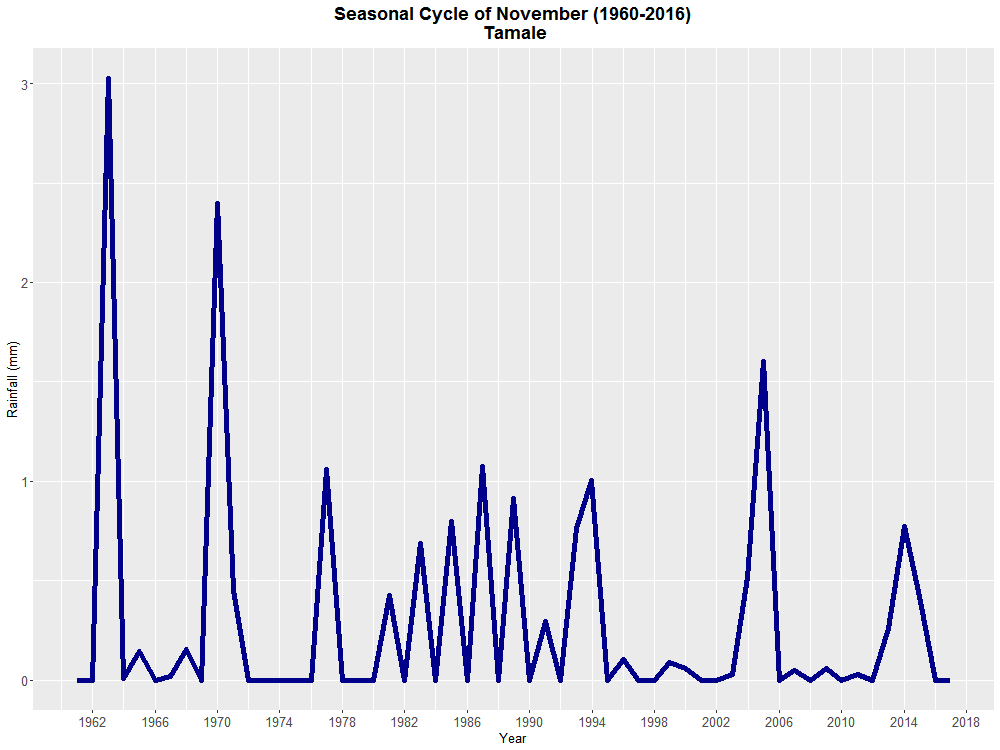 Seasonal Cycle of November (1960-2016)
Tamale
Rainfall (mm)
3
2
1
0
1962 1966 1970 1974 1978 1982 1986 1990 1994 1998 2002 2006 2010 2014 2018
Year